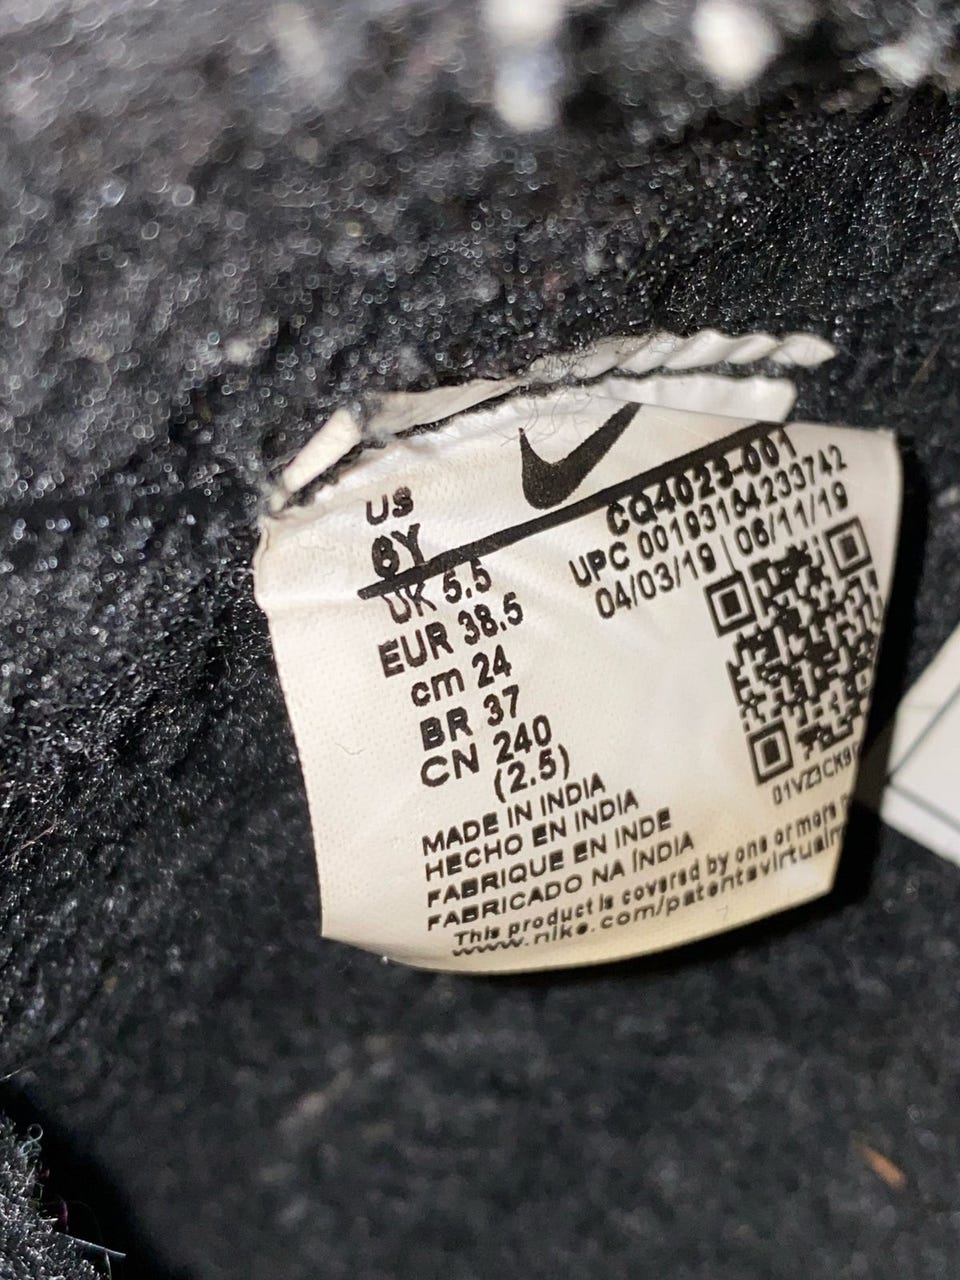 US
6Y
UK 5.5
EUR 38.5
cm 24
BR 37
CN 240
(2.5)
CQ4023-001
UPC 00193154233742
04/03/19 | 06/11/19
MADE IN INDIA
HECHO EN INDIA
FABRIQUE EN INDE
FABRICADO NA ÍNDIA
This product is covered by one or more
www.nike.com/patents